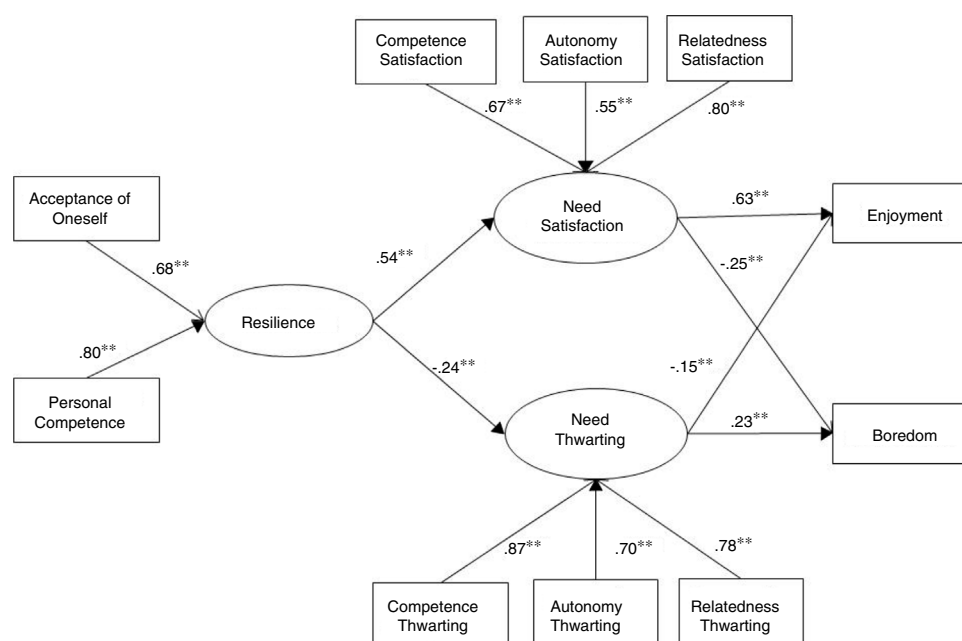 Competence
Satisfaction
Autonomy
Satisfaction
Relatedness
Satisfaction
.67**
.55**
.80**
Acceptance of
Oneself
Need
Satisfaction
.63**
Enjoyment
.68**
.54**
-.25**
Resilience
.80**
-.24**
-.15**
Personal
Competence
Need
Thwarting
.23**
Boredom
.87**
.70**
.78**
Competence
Thwarting
Autonomy
Thwarting
Relatedness
Thwarting